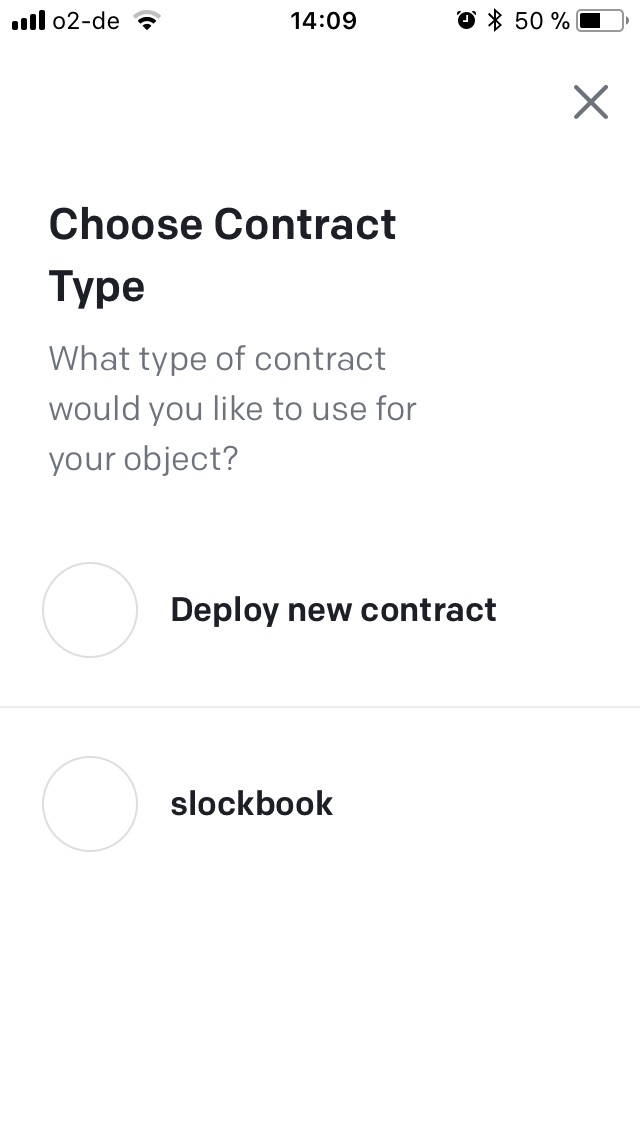 o2-de 14:09 50 %
Choose Contract
Type
What type of contract
would you like to use for
your object?
Deploy new contract
slockbook